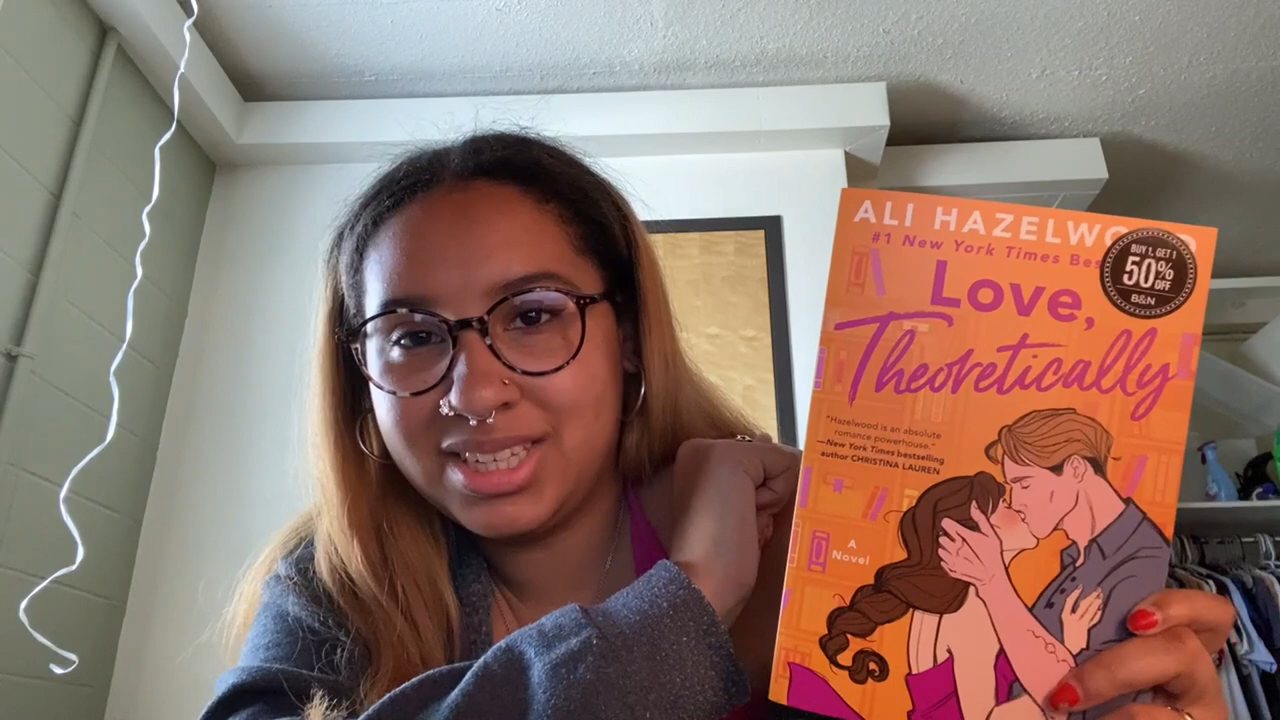 ALI HAZELWOOD
#1 New York Times Bes
BUY 1, GET 1
50%
OFF
B&N
Love,
Theoretically
"Hazelwood is an absolute
romance powerhouse."
—New York Times bestselling
author CHRISTINA LAUREN
A
Novel